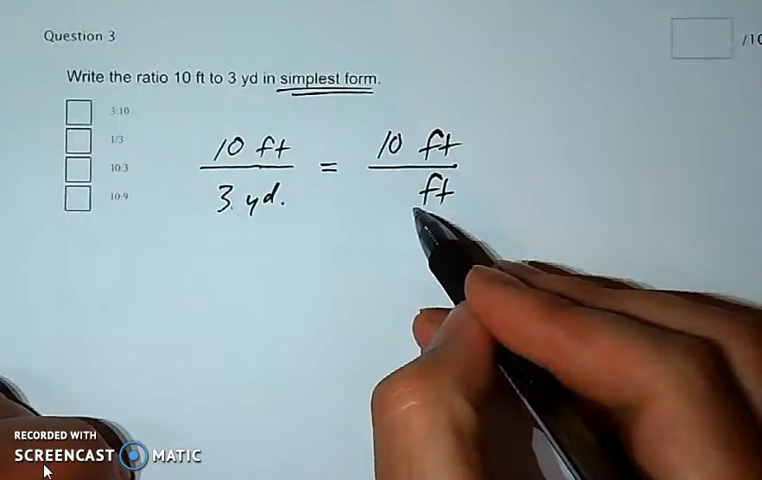 Question 3
/10
Write the ratio 10 ft to 3 yd in simplest form.
3:10
1/3
10:3
10:9
10 ft = 10 ft
3 yd. ft
RECORDED WITH
SCREENCAST MATIC